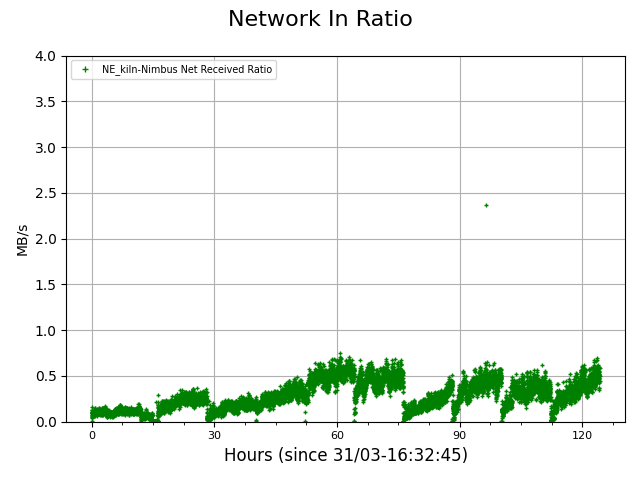 Network In Ratio
NE_kiln-Nimbus Net Received Ratio
MB/s
4.0
3.5
3.0
2.5
2.0
1.5
1.0
0.5
0.0
0 30 60 90 120
Hours (since 31/03-16:32:45)